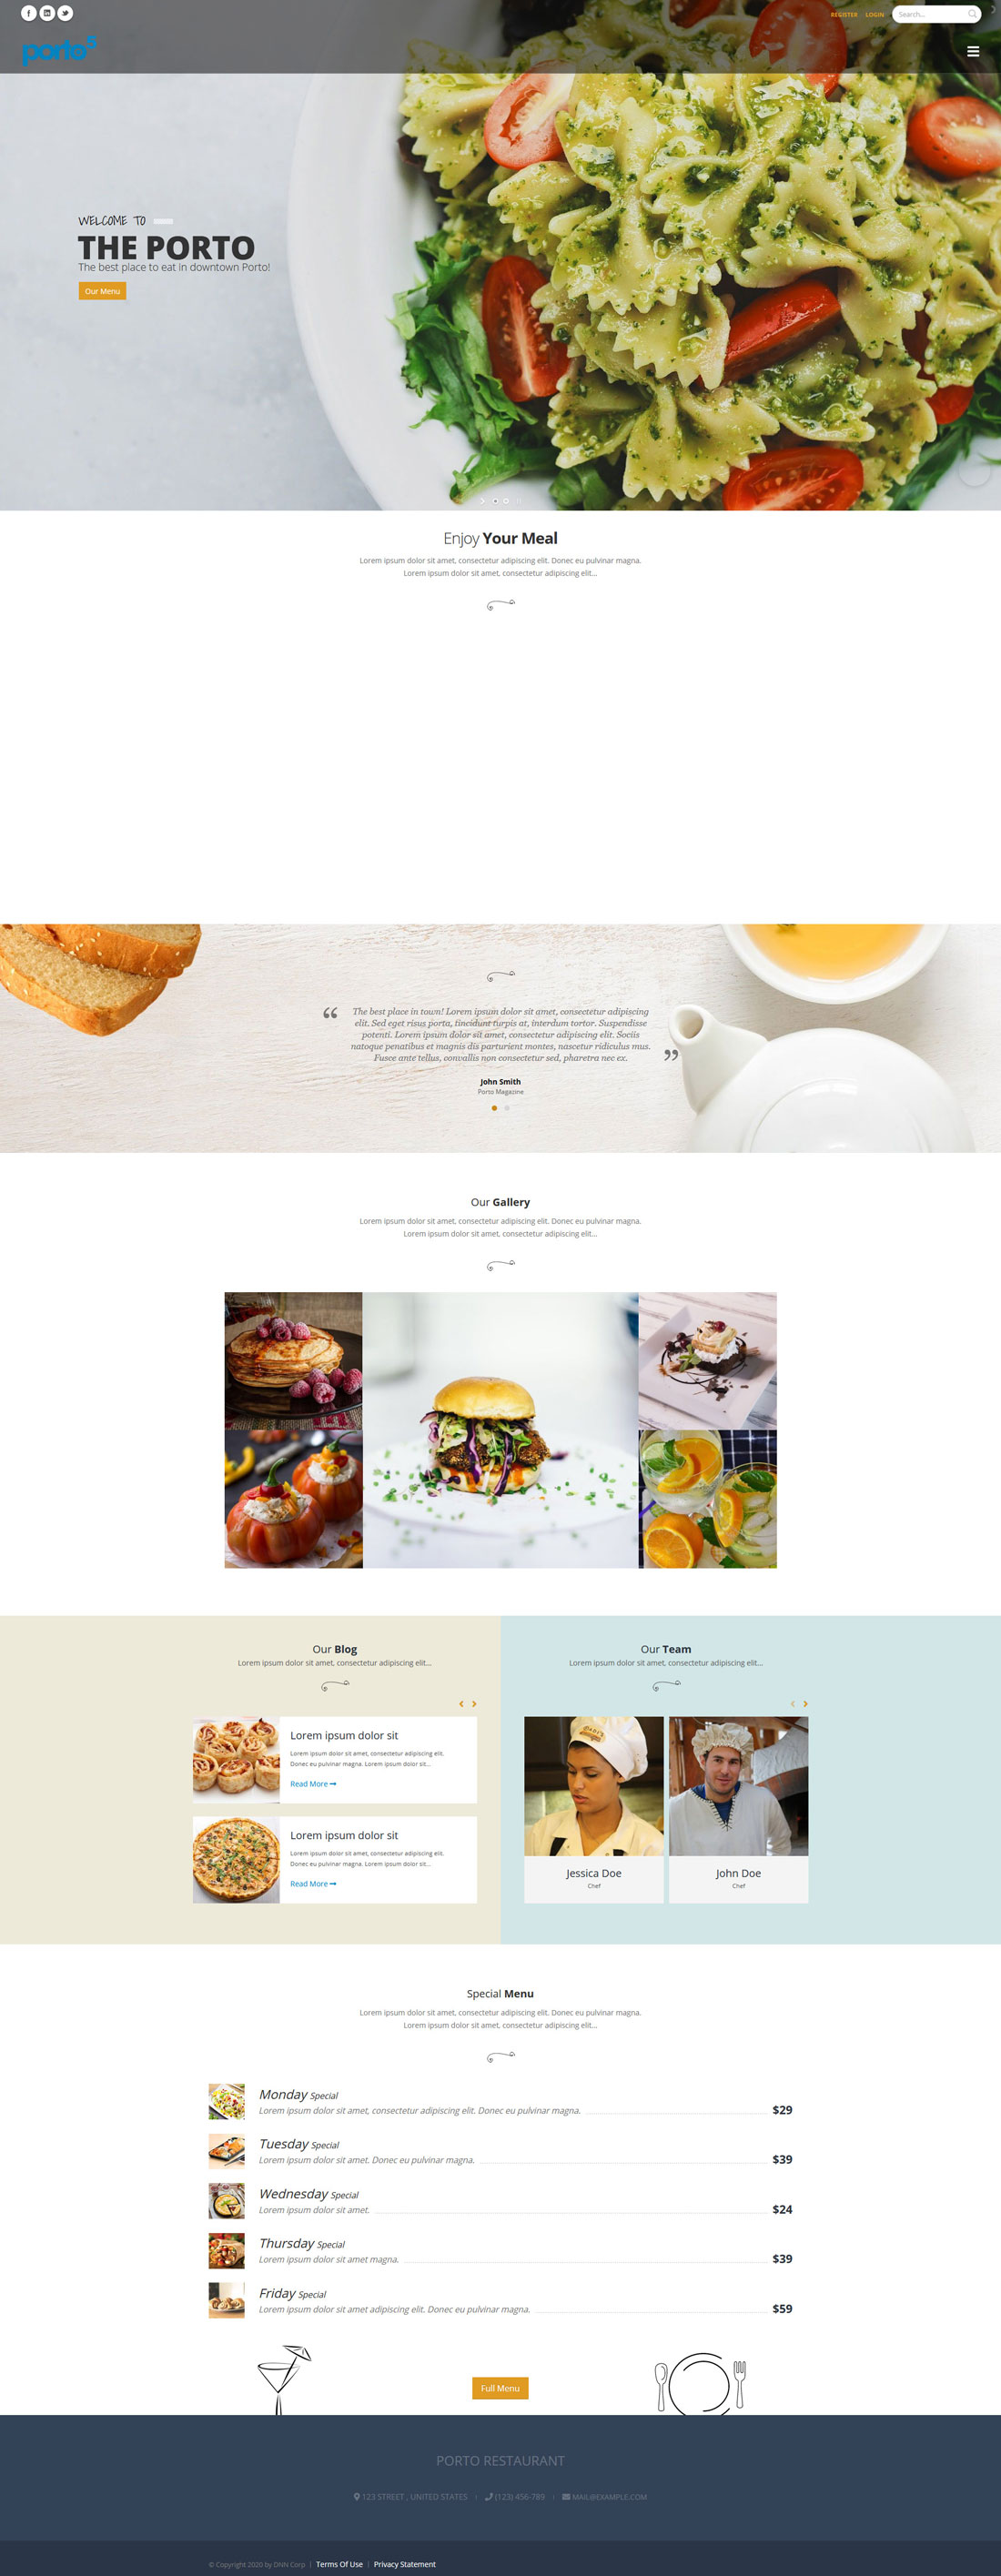 REGISTER LOGIN Search...
porto5
WELCOME TO
THE PORTO
The best place to eat in downtown Porto!
Our Menu
Enjoy Your Meal
Lorem ipsum dolor sit amet, consectetur adipiscing elit. Donec eu pulvinar magna.
Lorem ipsum dolor sit amet, consectetur adipiscing elit...
“ The best place in town! Lorem ipsum dolor sit amet, consectetur adipiscing
elit. Sed eget risus porta, tincidunt turpis at, interdum tortor. Suspendisse
potenti. Lorem ipsum dolor sit amet, consectetur adipiscing elit. Sociis
natoque penatibus et magnis dis parturient montes, nascetur ridiculus mus.
Fusce ante tellus, convallis non consectetur sed, pharetra nec ex. ”
John Smith
Porto Magazine
Our Gallery
Lorem ipsum dolor sit amet, consectetur adipiscing elit. Donec eu pulvinar magna.
Lorem ipsum dolor sit amet, consectetur adipiscing elit...
Our Blog
Lorem ipsum dolor sit amet, consectetur adipiscing elit...
Lorem ipsum dolor sit
Lorem ipsum dolor sit amet, consectetur adipiscing elit.
Donec eu pulvinar magna. Lorem ipsum dolor sit...
Read More
Lorem ipsum dolor sit
Lorem ipsum dolor sit amet, consectetur adipiscing elit.
Donec eu pulvinar magna. Lorem ipsum dolor sit...
Read More
Our Team
Lorem ipsum dolor sit amet, consectetur adipiscing elit...
Jessica Doe
Chef
John Doe
Chef
Special Menu
Lorem ipsum dolor sit amet, consectetur adipiscing elit. Donec eu pulvinar magna.
Lorem ipsum dolor sit amet, consectetur adipiscing elit...
Monday Special
Lorem ipsum dolor sit amet, consectetur adipiscing elit. Donec eu pulvinar magna. $29
Tuesday Special
Lorem ipsum dolor sit amet. Donec eu pulvinar magna. $39
Wednesday Special
Lorem ipsum dolor sit amet. $24
Thursday Special
Lorem ipsum dolor sit amet magna. $39
Friday Special
Lorem ipsum dolor sit amet adipiscing elit. Donec eu pulvinar magna. $59
Full Menu
PORTO RESTAURANT
123 STREET , UNITED STATES | (123) 456-789 | MAIL@EXAMPLE.COM
© Copyright 2020 by DNN Corp | Terms Of Use | Privacy Statement